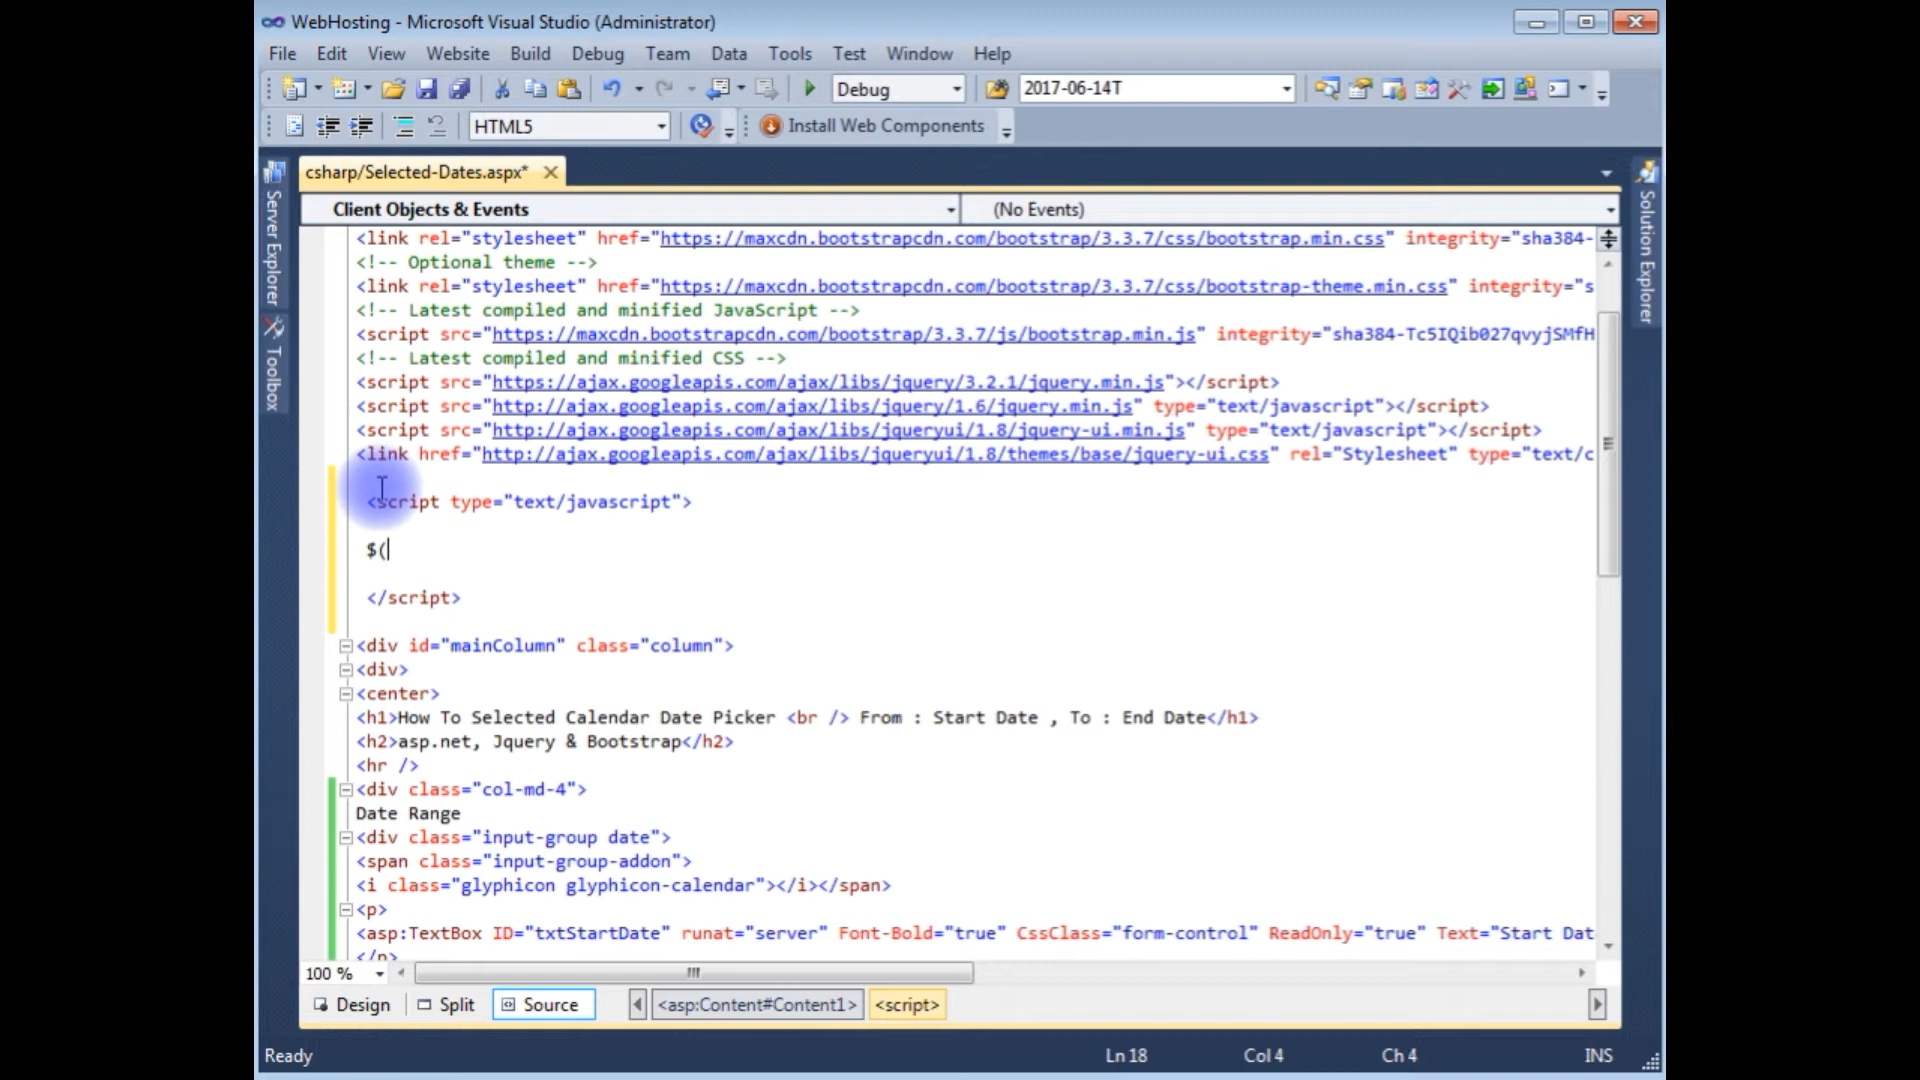 WebHosting - Microsoft Visual Studio (Administrator)
File Edit View Website Build Debug Team Data Tools Test Window Help
Debug 2017-06-14T
HTML5 Install Web Components
Server Explorer
Toolbox
Solution Explorer
csharp/Selected-Dates.aspx*
Client Objects & Events (No Events)
<link rel="stylesheet" href="https://maxcdn.bootstrapcdn.com/bootstrap/3.3.7/css/bootstrap.min.css" integrity="sha384-
<!-- Optional theme -->
<link rel="stylesheet" href="https://maxcdn.bootstrapcdn.com/bootstrap/3.3.7/css/bootstrap-theme.min.css" integrity="s
<!-- Latest compiled and minified JavaScript -->
<script src="https://maxcdn.bootstrapcdn.com/bootstrap/3.3.7/js/bootstrap.min.js" integrity="sha384-Tc5IQib027qvyjSMfH
<!-- Latest compiled and minified CSS -->
<script src="https://ajax.googleapis.com/ajax/libs/jquery/3.2.1/jquery.min.js"></script>
<script src="http://ajax.googleapis.com/ajax/libs/jquery/1.6/jquery.min.js" type="text/javascript"></script>
<script src="http://ajax.googleapis.com/ajax/libs/jqueryui/1.8/jquery-ui.min.js" type="text/javascript"></script>
<link href="http://ajax.googleapis.com/ajax/libs/jqueryui/1.8/themes/base/jquery-ui.css" rel="Stylesheet" type="text/c
<script type="text/javascript">
$(
</script>
<div id="mainColumn" class="column">
<div>
<center>
<h1>How To Selected Calendar Date Picker <br /> From : Start Date , To : End Date</h1>
<h2>asp.net, Jquery & Bootstrap</h2>
<hr />
<div class="col-md-4">
Date Range
<div class="input-group date">
<span class="input-group-addon">
<i class="glyphicon glyphicon-calendar"></i></span>
<p>
<asp:TextBox ID="txtStartDate" runat="server" Font-Bold="true" CssClass="form-control" ReadOnly="true" Text="Start Dat
</p>
100 %
Design Split Source <asp:Content#Content1> <script>
Ready Ln 18 Col 4 Ch 4 INS